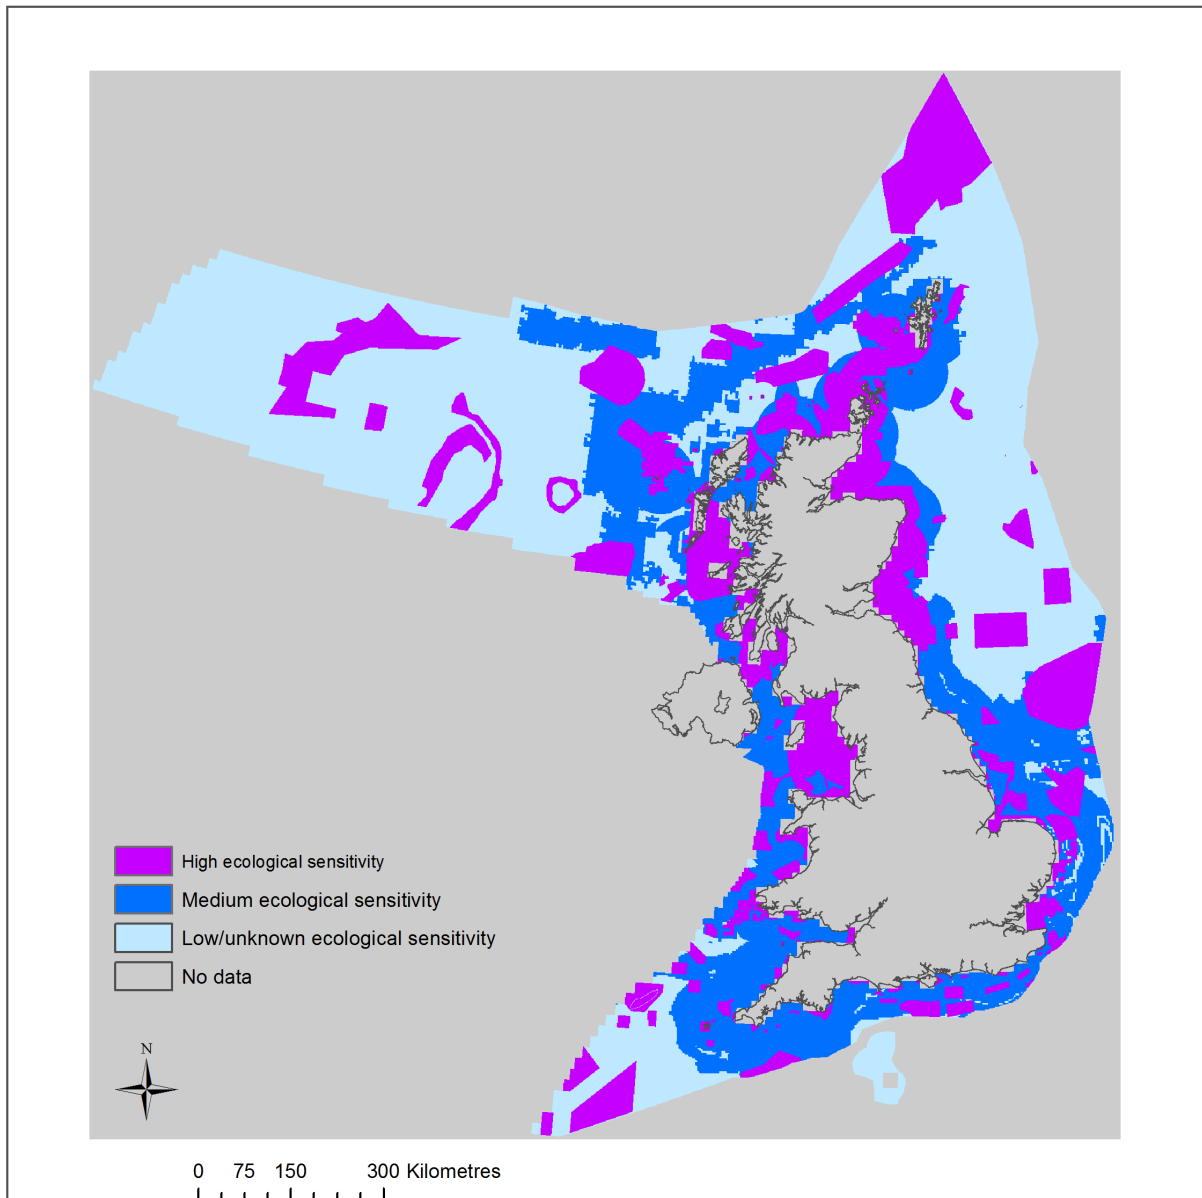 High ecological sensitivity
Medium ecological sensitivity
Low/unknown ecological sensitivity
No data
N
0 75 150 300 Kilometres